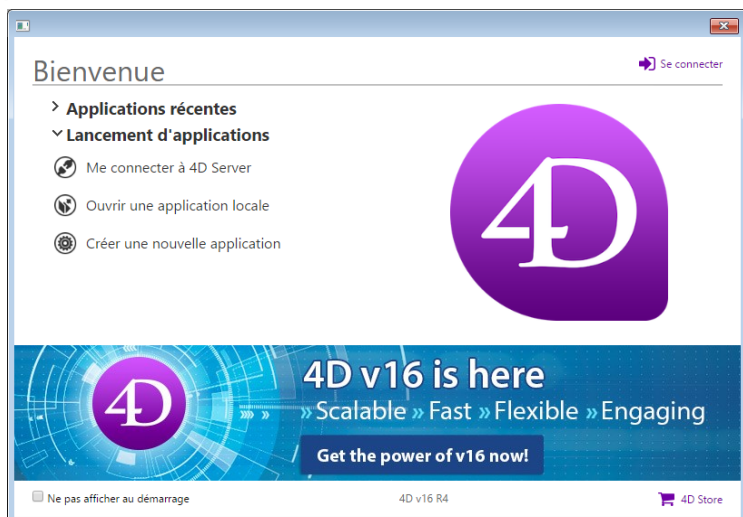 Bienvenue
Se connecter
Applications récentes
Lancement d'applications
Me connecter à 4D Server
Ouvrir une application locale
Créer une nouvelle application
4D
4D
4D v16 is here
» Scalable » Fast » Flexible » Engaging
Get the power of v16 now!
Ne pas afficher au démarrage
4D v16 R4
4D Store